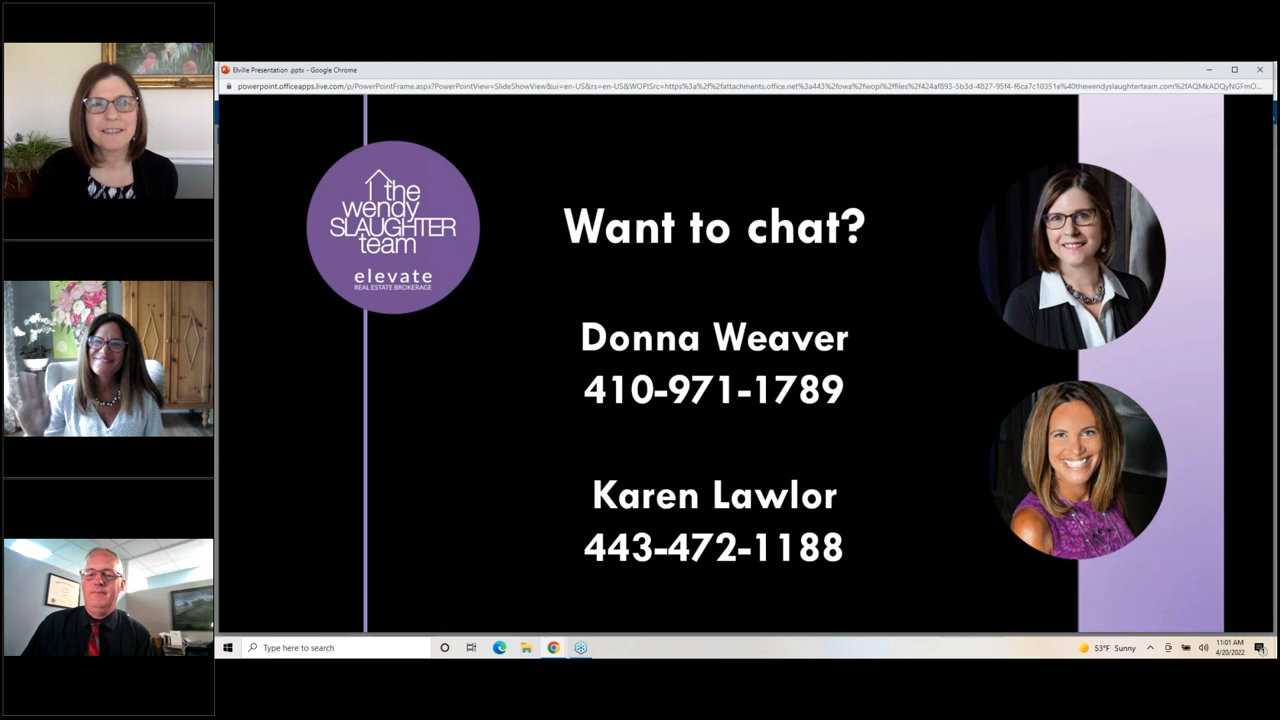 Elville Presentation .pptx - Google Chrome
the
wendy
SLAUGHTER
team
elevate
REAL ESTATE BROKERAGE
Want to chat?
Donna Weaver
410-971-1789
Karen Lawlor
443-472-1188
Type here to search
53°F Sunny
11:01 AM
4/20/2022